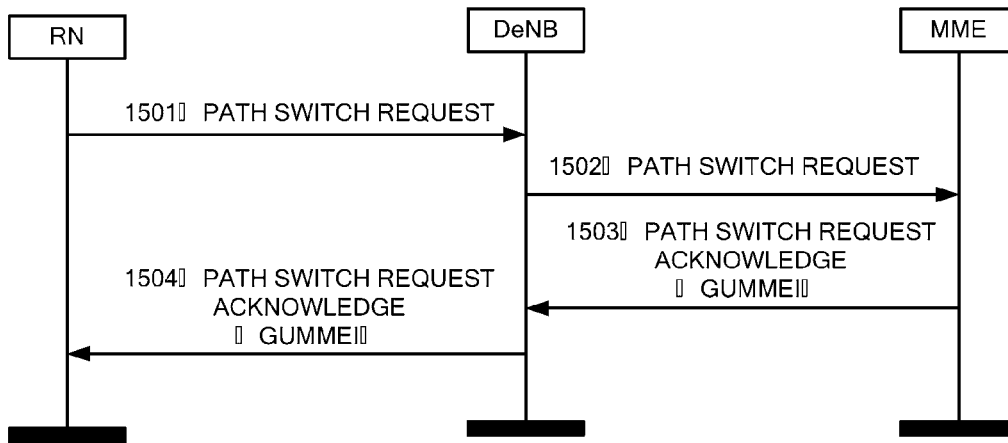 RN
DeNB
MME
1501▯ PATH SWITCH REQUEST
1502▯ PATH SWITCH REQUEST
1503▯ PATH SWITCH REQUEST
ACKNOWLEDGE
▯ GUMMEI▯
1504▯ PATH SWITCH REQUEST
ACKNOWLEDGE
▯ GUMMEI▯